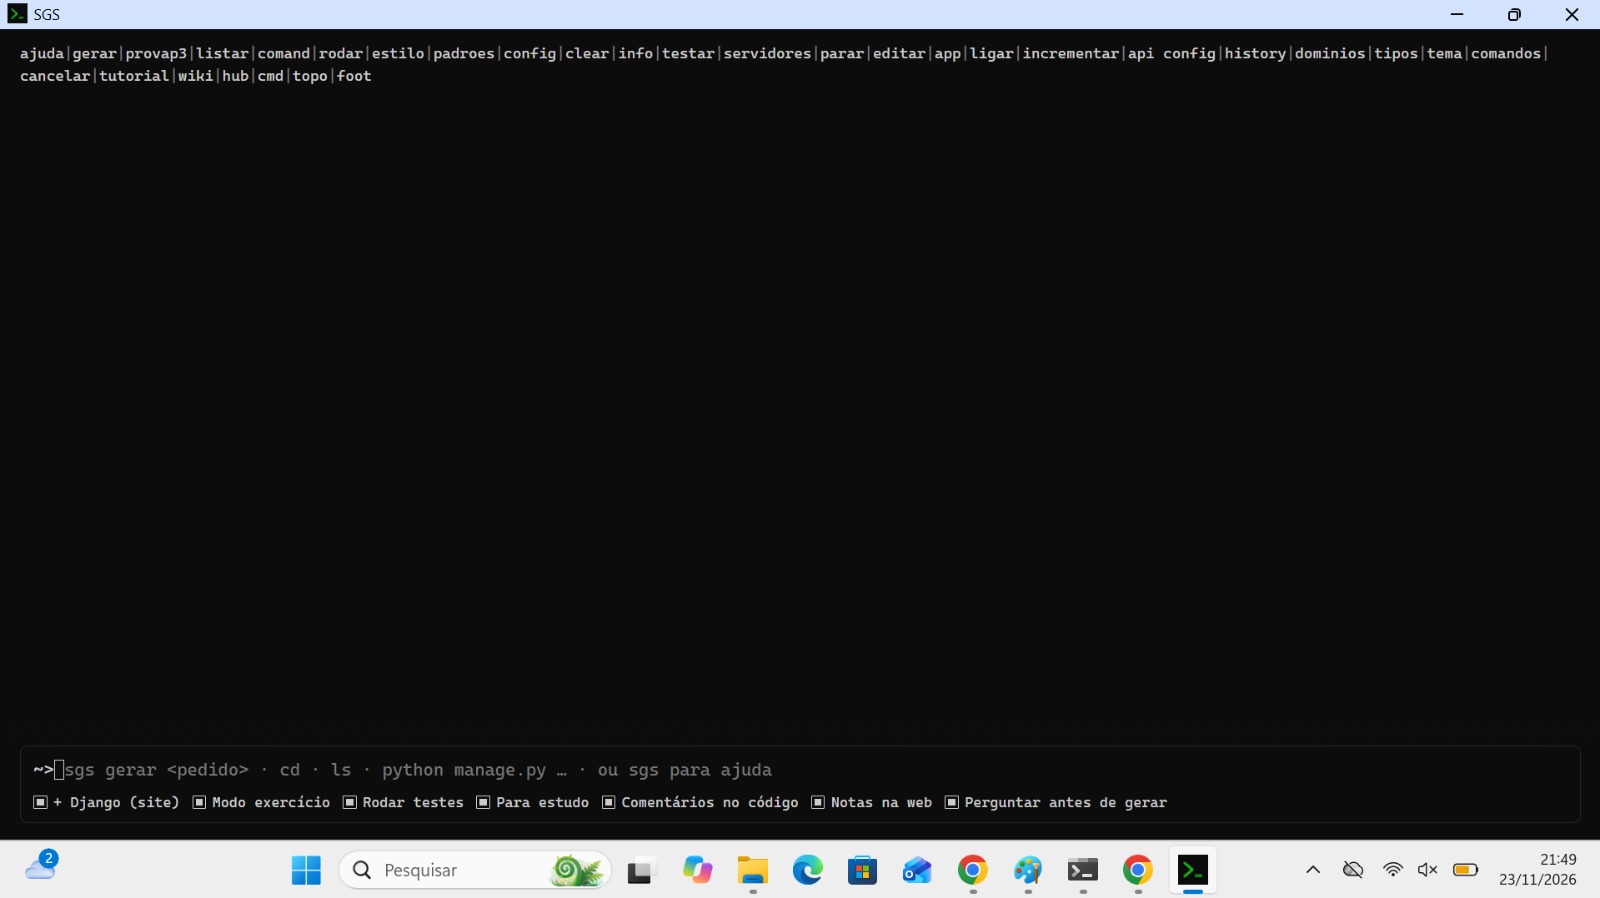 SGS
ajuda|gerar|provap3|listar|comand|rodar|estilo|padroes|config|clear|info|testar|servidores|parar|editar|app|ligar|incrementar|api config|history|dominios|tipos|tema|comandos|
cancelar|tutorial|wiki|hub|cmd|topo|foot
~>sgs gerar <pedido> · cd · ls · python manage.py … · ou sgs para ajuda
+ Django (site) Modo exercício Rodar testes Para estudo Comentários no código Notas na web Perguntar antes de gerar
2
Pesquisar
21:49
23/11/2026